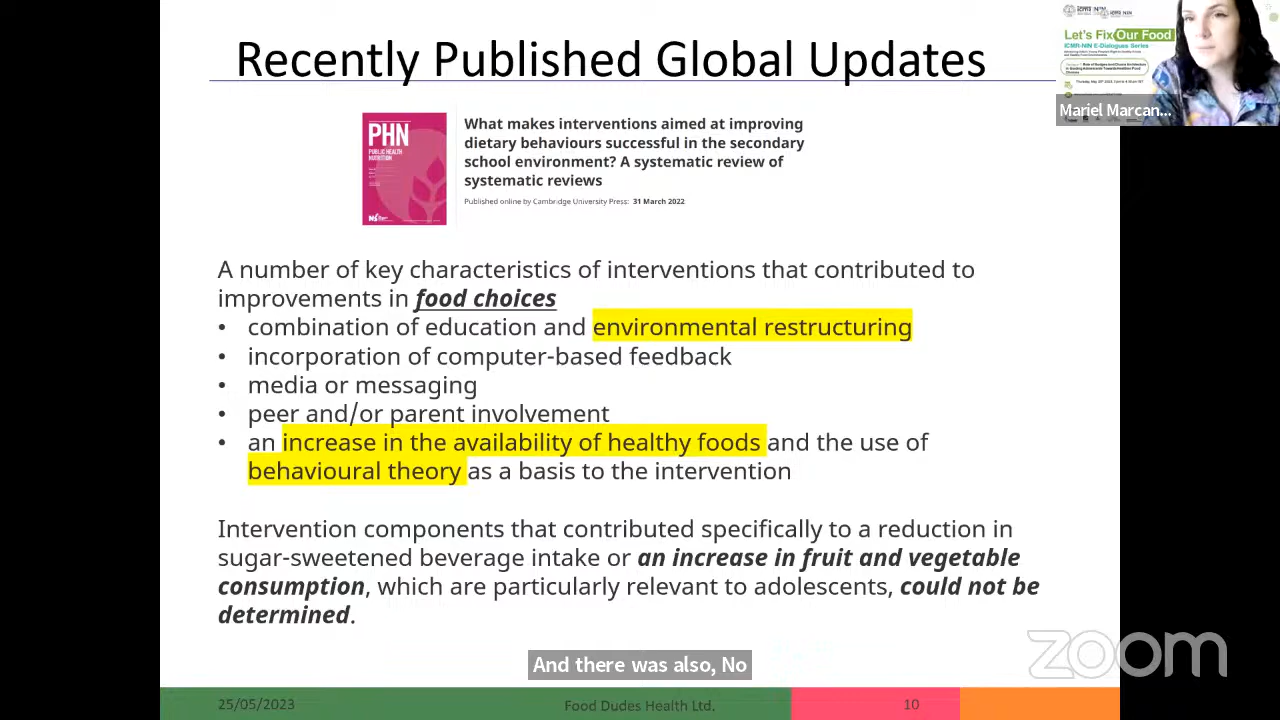 Recently Published Global Updates
Let's Fix Our Food
ICMR-NIN E-Dialogues Series
Mariel Marcan...
PHN
PUBLIC HEALTH
NUTRITION
What makes interventions aimed at improving
dietary behaviours successful in the secondary
school environment? A systematic review of
systematic reviews
Published online by Cambridge University Press: 31 March 2022
A number of key characteristics of interventions that contributed to
improvements in food choices
• combination of education and environmental restructuring
• incorporation of computer-based feedback
• media or messaging
• peer and/or parent involvement
• an increase in the availability of healthy foods and the use of
behavioural theory as a basis to the intervention
Intervention components that contributed specifically to a reduction in
sugar-sweetened beverage intake or an increase in fruit and vegetable
consumption, which are particularly relevant to adolescents, could not be
determined.
And there was also, No
zoom
25/05/2023
Food Dudes Health Ltd.
10